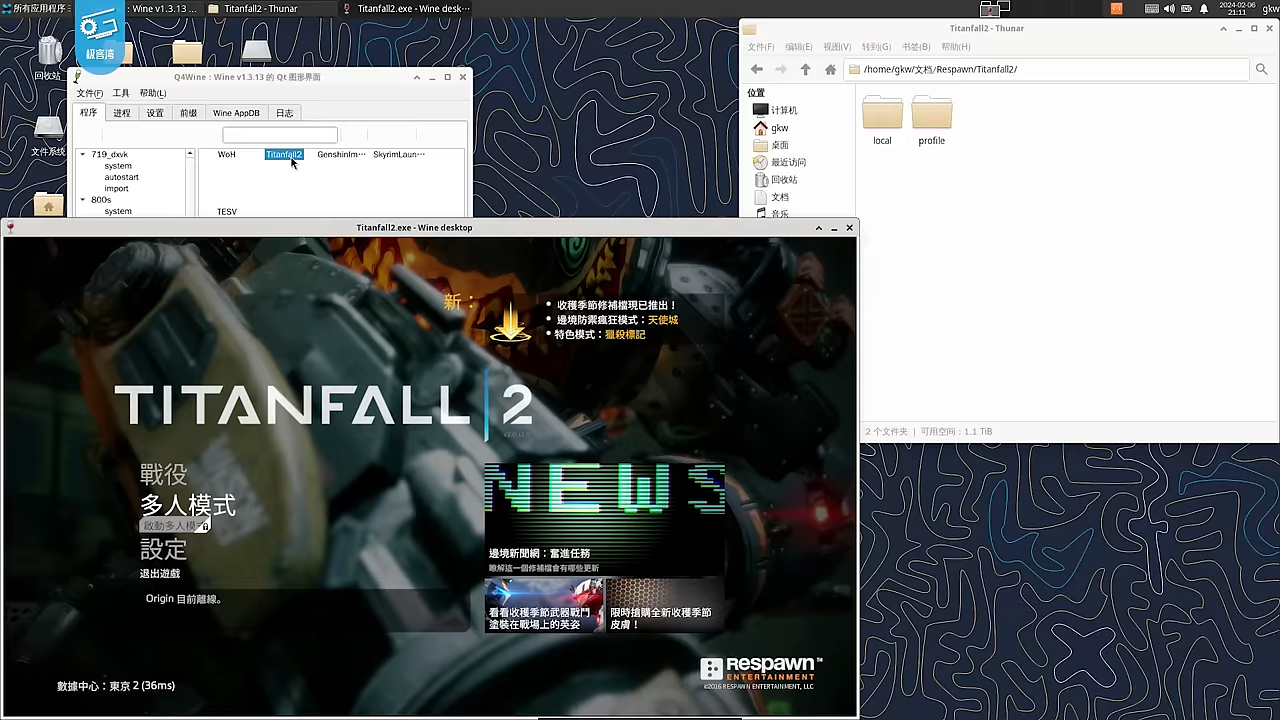 所有应用程序
: Wine v1.3.13 ...
Titanfall2 - Thunar
Titanfall2.exe - Wine desk...
2024-02-06
21:11
gkw
极客湾
回收站
文件系统
Q4Wine : Wine v1.3.13 的 Qt 图形界面
文件(F)
工具
帮助(L)
程序
进程
设置
前缀
Wine AppDB
日志
719_dxvk
system
autostart
import
800s
system
WoH
Titanfall2
GenshinIm...
SkyrimLaun...
TESV
Titanfall2 - Thunar
文件(F)
编辑(E)
视图(V)
转到(G)
书签(B)
帮助(H)
/home/gkw/文档/Respawn/Titanfall2/
位置
计算机
gkw
桌面
最近访问
回收站
文档
音乐
local
profile
2 个文件夹 | 可用空间：1.1 TiB
Titanfall2.exe - Wine desktop
新：
• 收穫季節修補檔現已推出！
• 邊境防禦瘋狂模式：天使城
• 特色模式：獵殺標記
TITANFALL 2
戰役
多人模式
啟動多人模式
設定
退出遊戲
Origin 目前離線。
NEWS
邊境新聞網：奮進任務
瞭解這一個修補檔會有哪些更新
看看收穫季節武器戰鬥
塗裝在戰場上的英姿
限時搶購全新收穫季節
皮膚！
數據中心：東京 2 (36ms)
Respawn™
ENTERTAINMENT
©2016 RESPAWN ENTERTAINMENT, LLC